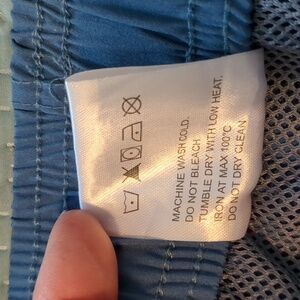 MACHINE WASH COLD.
DO NOT BLEACH
TUMBLE DRY WITH LOW HEAT.
IRON AT MAX 100°C
DO NOT DRY CLEAN